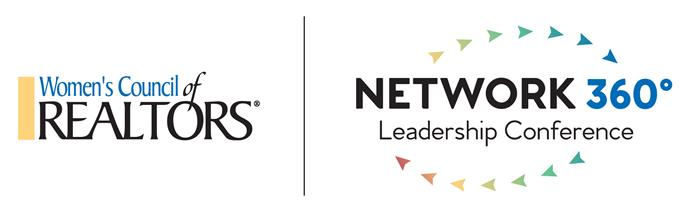 Women's Council of
REALTORS®
NETWORK 360°
Leadership Conference